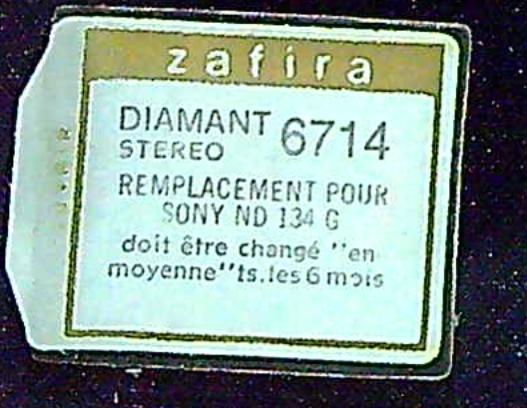 zafira
DIAMANT 6714
STEREO
REMPLACEMENT POUR
SONY ND 134 G
doit être changé "en
moyenne"ts.les 6 mois